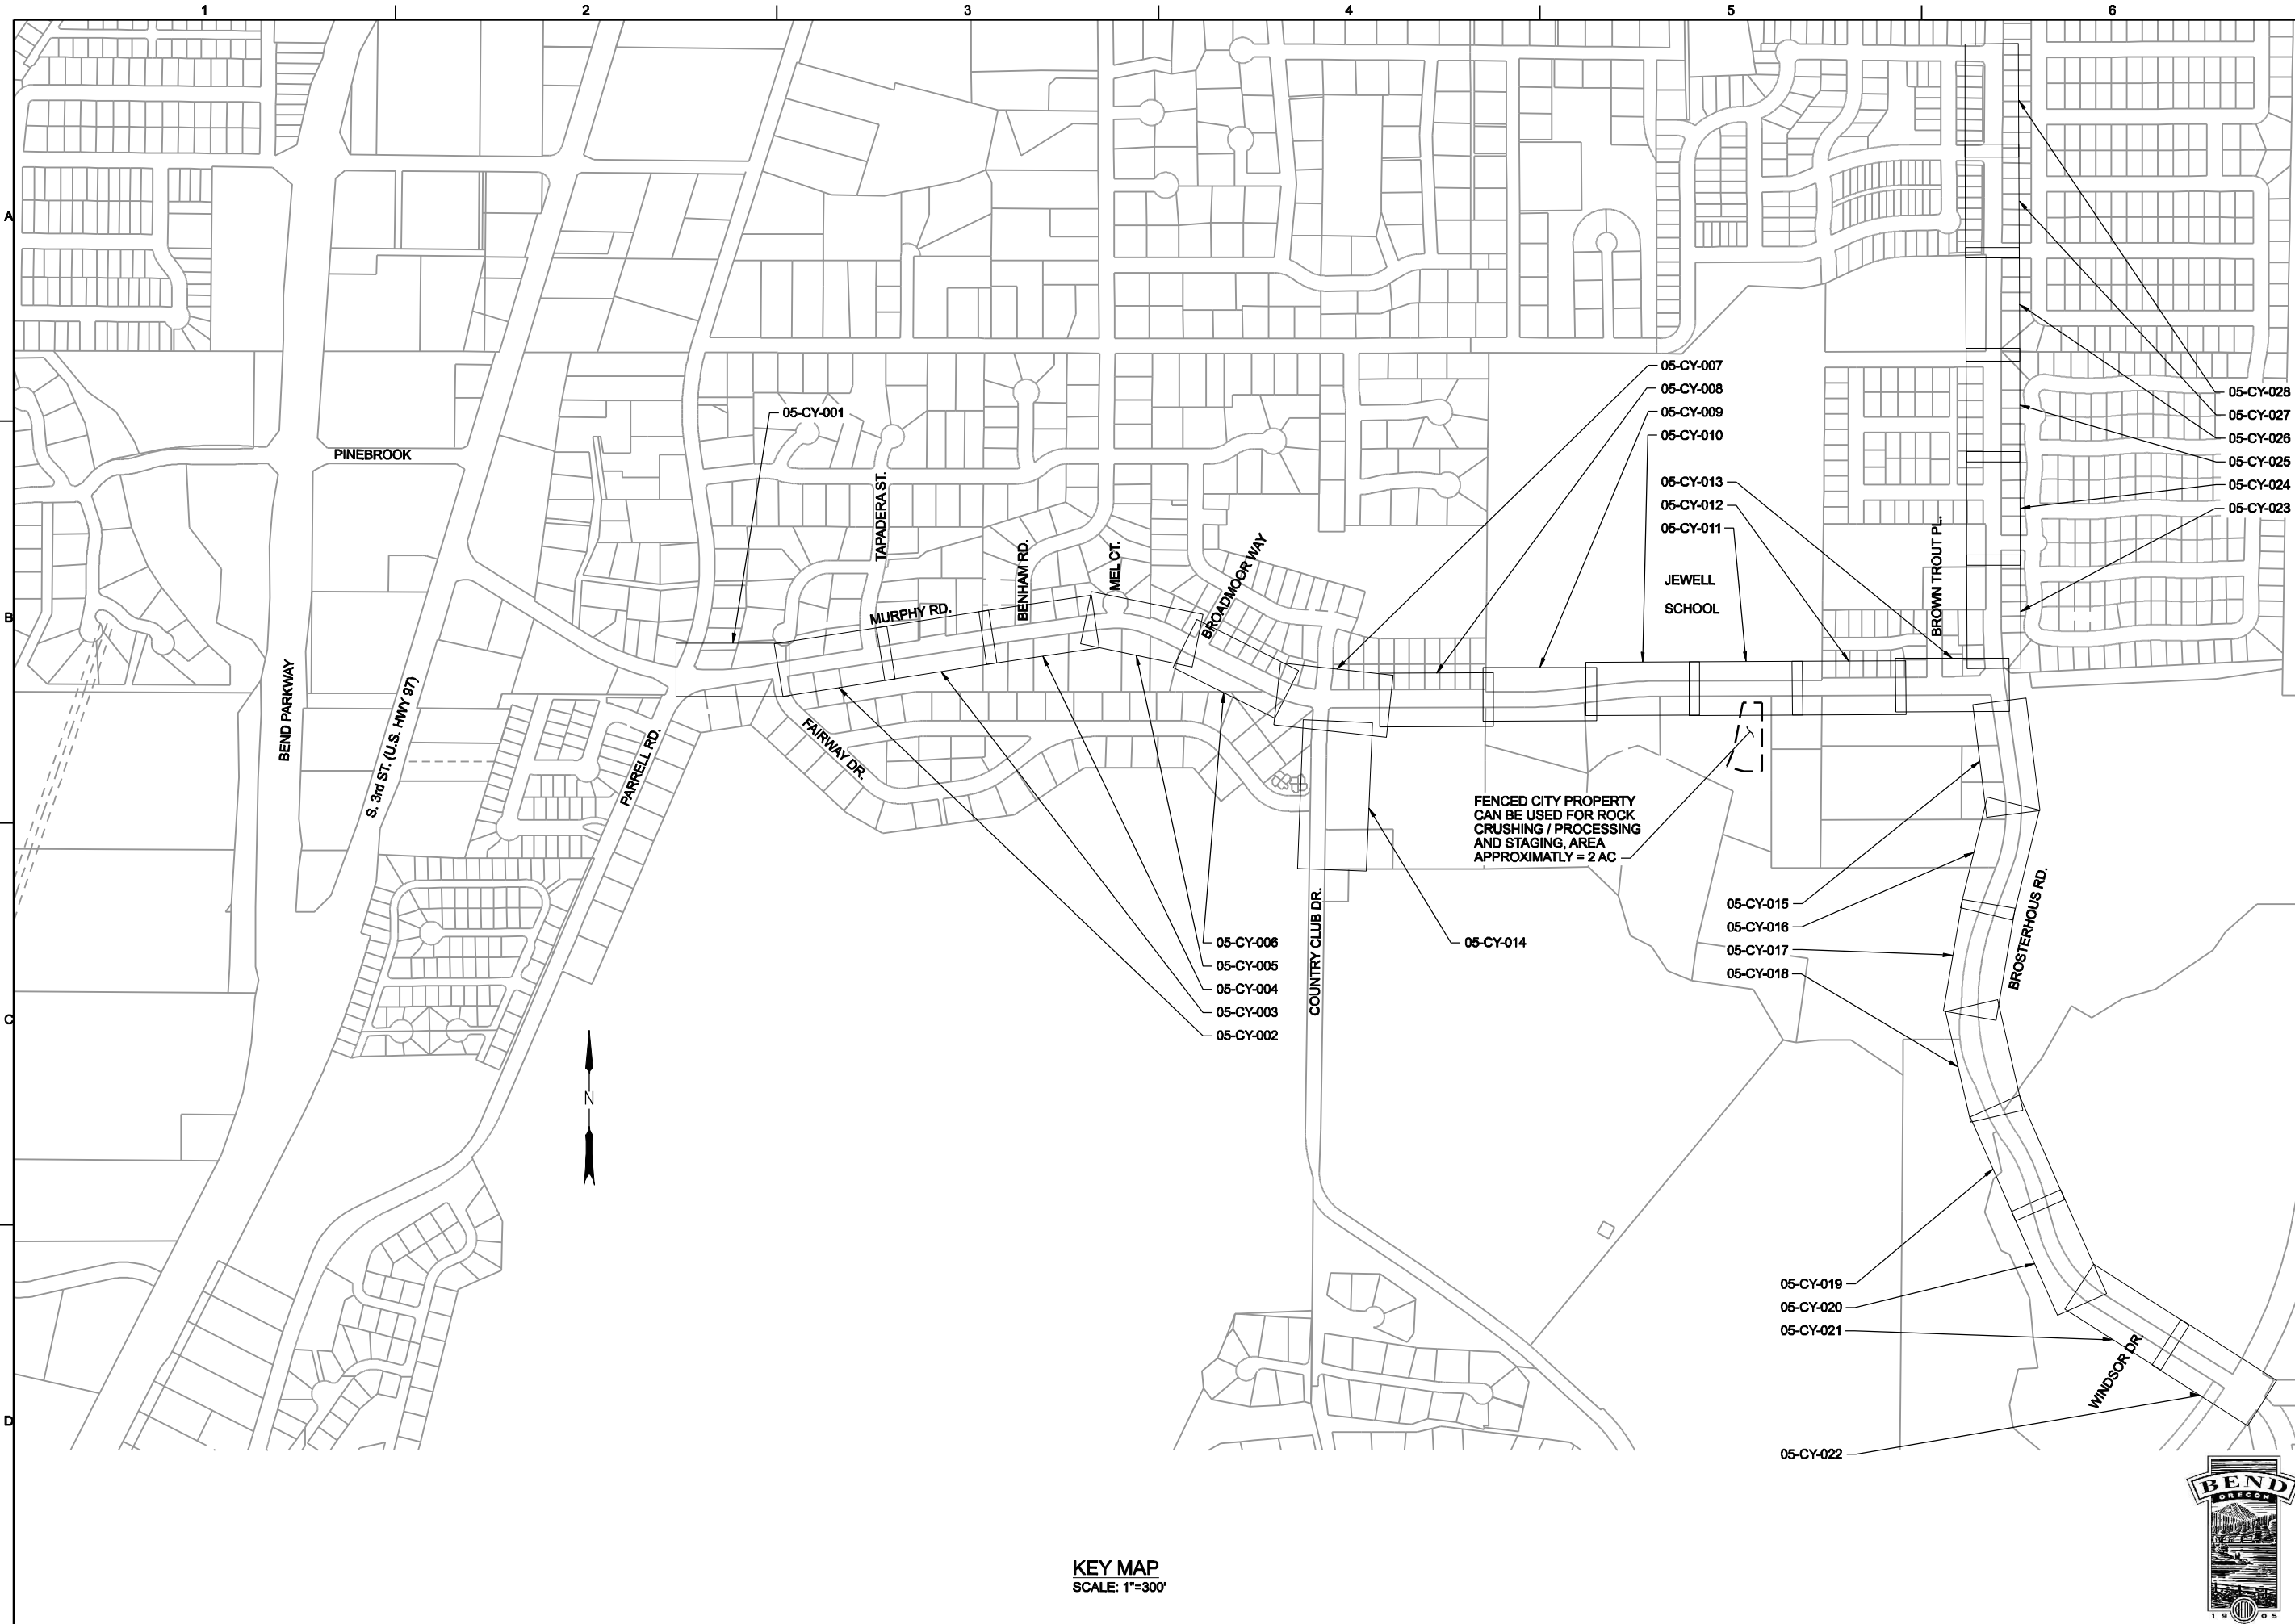 1 2 3 4 5 6
A
B
C
D
05-CY-007
05-CY-008
05-CY-009
05-CY-010
05-CY-013
05-CY-012
05-CY-011
05-CY-028
05-CY-027
05-CY-026
05-CY-025
05-CY-024
05-CY-023
05-CY-001
PINEBROOK
TAPADERA ST.
BENHAM RD.
MEL CT.
BROADMOOR WAY
MURPHY RD.
JEWELL
SCHOOL
BROWN TROUT PL.
BEND PARKWAY
S. 3rd ST. (U.S. HWY 97)
PARRELL RD.
FAIRWAY DR.
FENCED CITY PROPERTY
CAN BE USED FOR ROCK
CRUSHING / PROCESSING
AND STAGING, AREA
APPROXIMATLY = 2 AC
05-CY-006
05-CY-005
05-CY-004
05-CY-003
05-CY-002
COUNTRY CLUB DR.
05-CY-014
05-CY-015
05-CY-016
05-CY-017
05-CY-018
BROSTERHOUS RD.
N
05-CY-019
05-CY-020
05-CY-021
WINDSOR DR.
05-CY-022
BEND
OREGON
19 BEND 05
KEY MAP
SCALE: 1"=300'